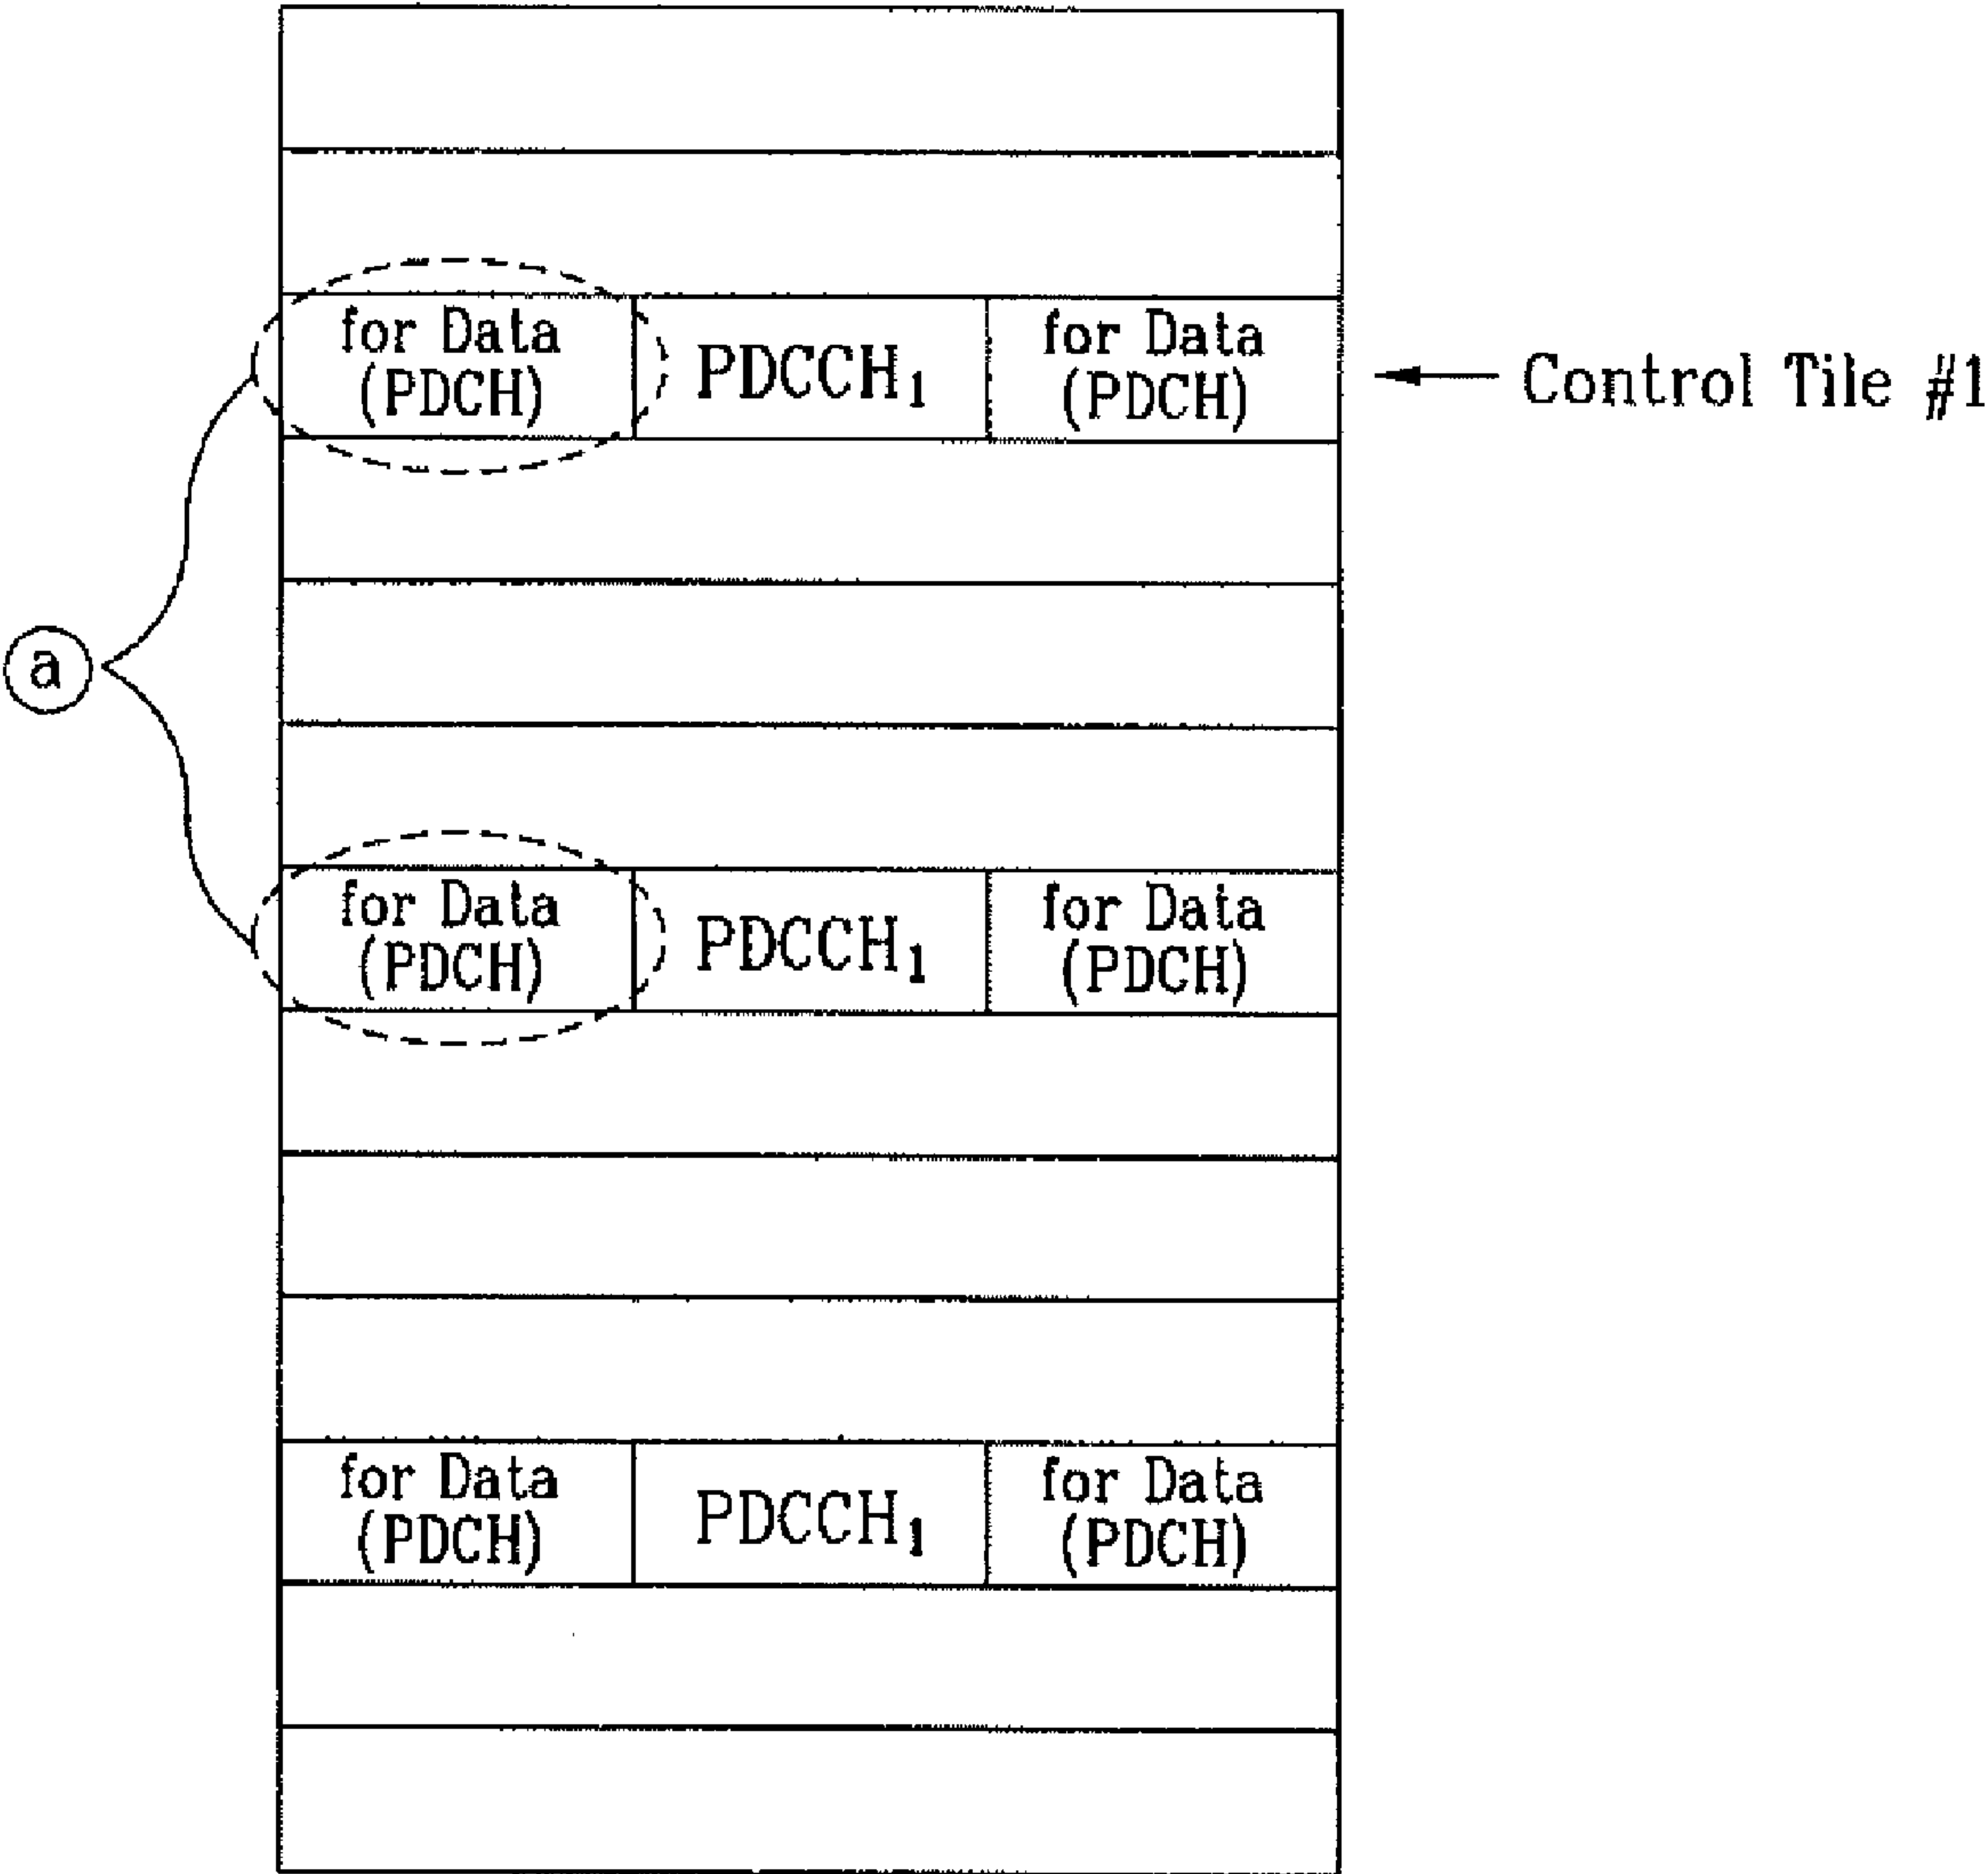 for Data
(PDCH)
PDCCH₁
for Data
(PDCH)
Control Tile #1
a
for Data
(PDCH)
PDCCH₁
for Data
(PDCH)
for Data
(PDCH)
PDCCH₁
for Data
(PDCH)